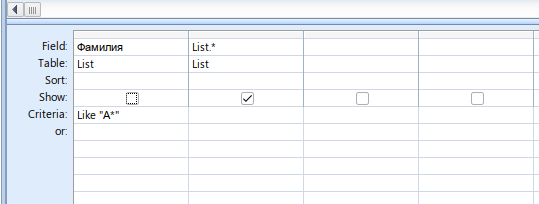 Field: Фамилия List.*
Table: List List
Sort:
Show:
Criteria: Like "A*"
or: